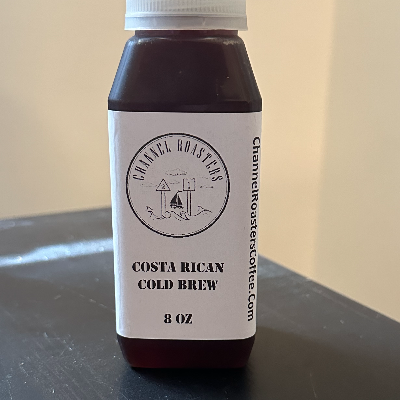 CHANNEL ROASTERS
COSTA RICAN
COLD BREW
8 OZ
ChannelRoastersCoffee.Com